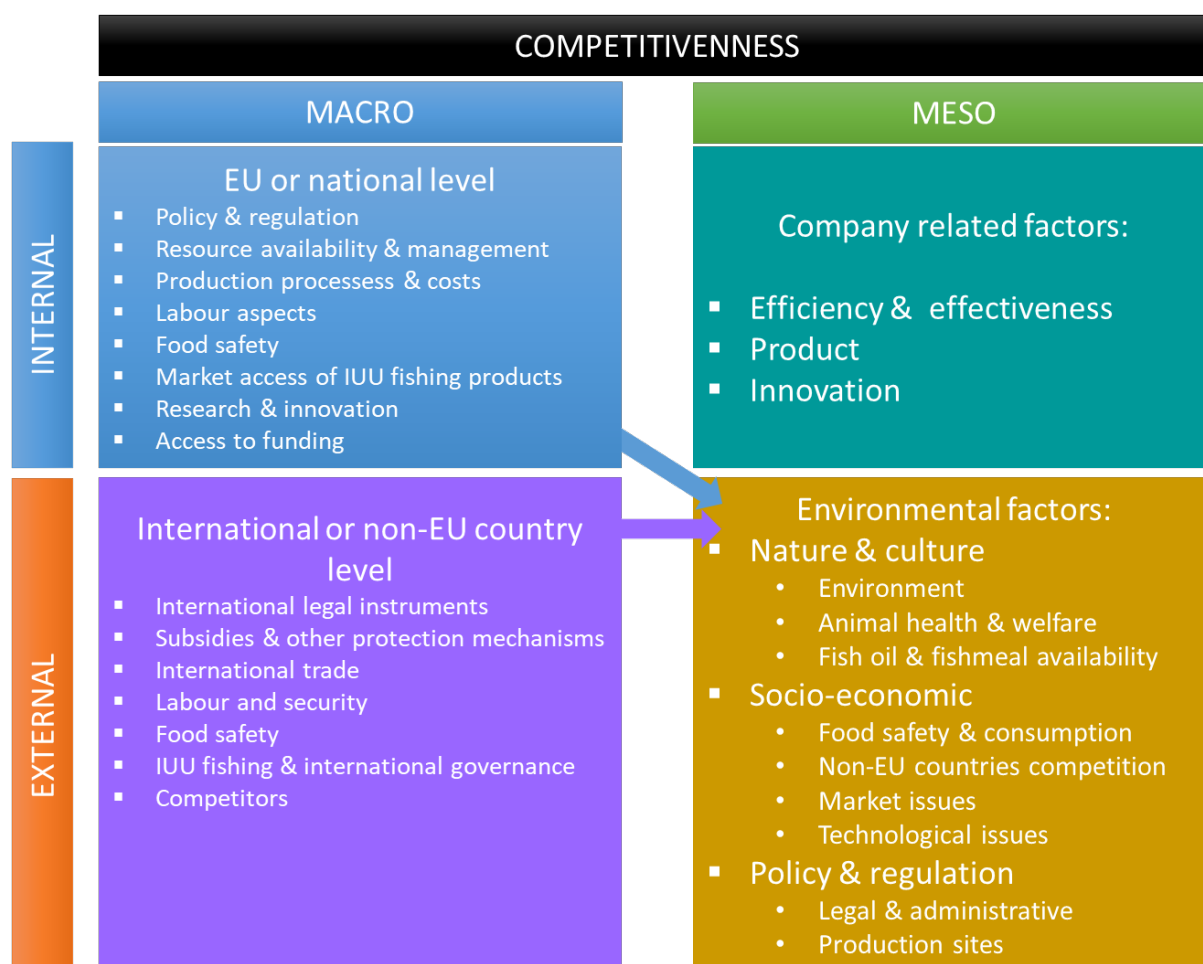 COMPETITIVENNESS
MACRO
MESO
INTERNAL
EU or national level
▪ Policy & regulation
▪ Resource availability & management
▪ Production processess & costs
▪ Labour aspects
▪ Food safety
▪ Market access of IUU fishing products
▪ Research & innovation
▪ Access to funding
Company related factors:
▪ Efficiency & effectiveness
▪ Product
▪ Innovation
EXTERNAL
International or non-EU country
level
▪ International legal instruments
▪ Subsidies & other protection mechanisms
▪ International trade
▪ Labour and security
▪ Food safety
▪ IUU fishing & international governance
▪ Competitors
Environmental factors:
▪ Nature & culture
• Environment
• Animal health & welfare
• Fish oil & fishmeal availability
▪ Socio-economic
• Food safety & consumption
• Non-EU countries competition
• Market issues
• Technological issues
▪ Policy & regulation
• Legal & administrative
• Production sites